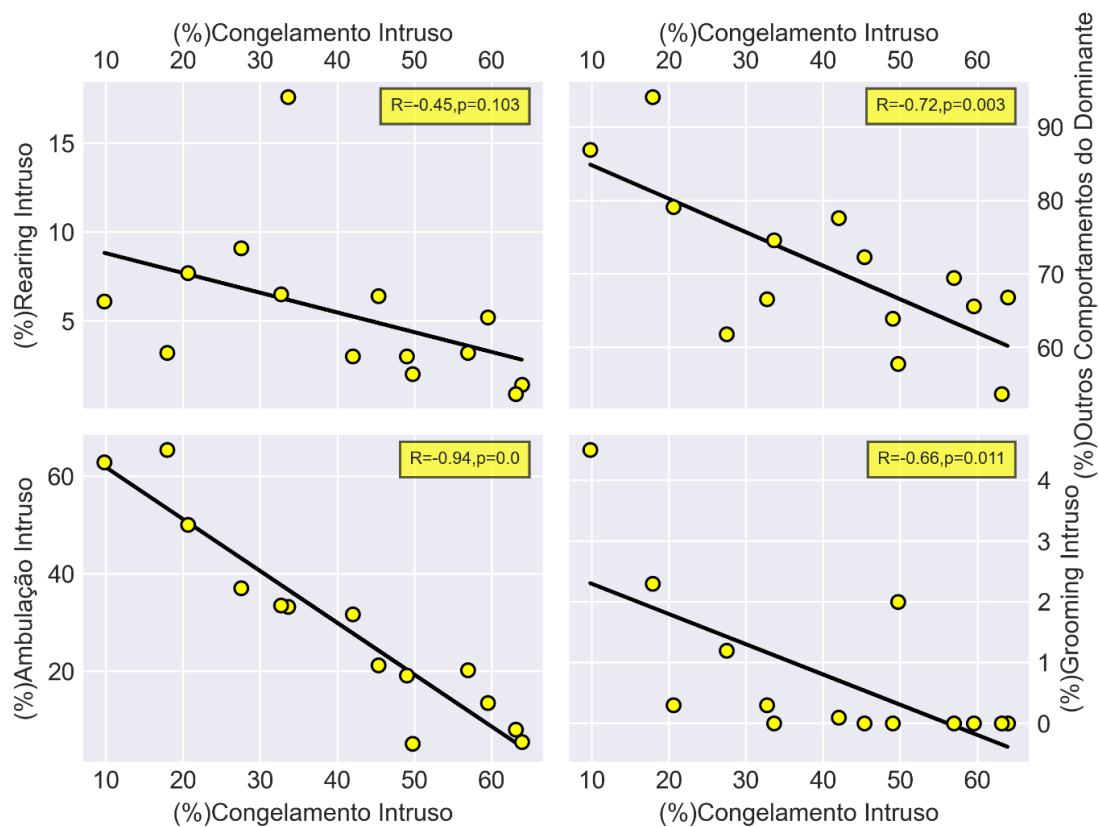 (%)Congelamento Intruso
10 20 30 40 50 60
(%)Rearing Intruso
15
10
5
R=-0.45,p=0.103
(%)Congelamento Intruso
10 20 30 40 50 60
R=-0.72,p=0.003
90
80
70
60
(%)Outros Comportamentos do Dominante
(%)Ambulação Intruso
60
40
20
R=-0.94,p=0.0
10 20 30 40 50 60
(%)Congelamento Intruso
R=-0.66,p=0.011
4
3
2
1
0
(%)Grooming Intruso
10 20 30 40 50 60
(%)Congelamento Intruso